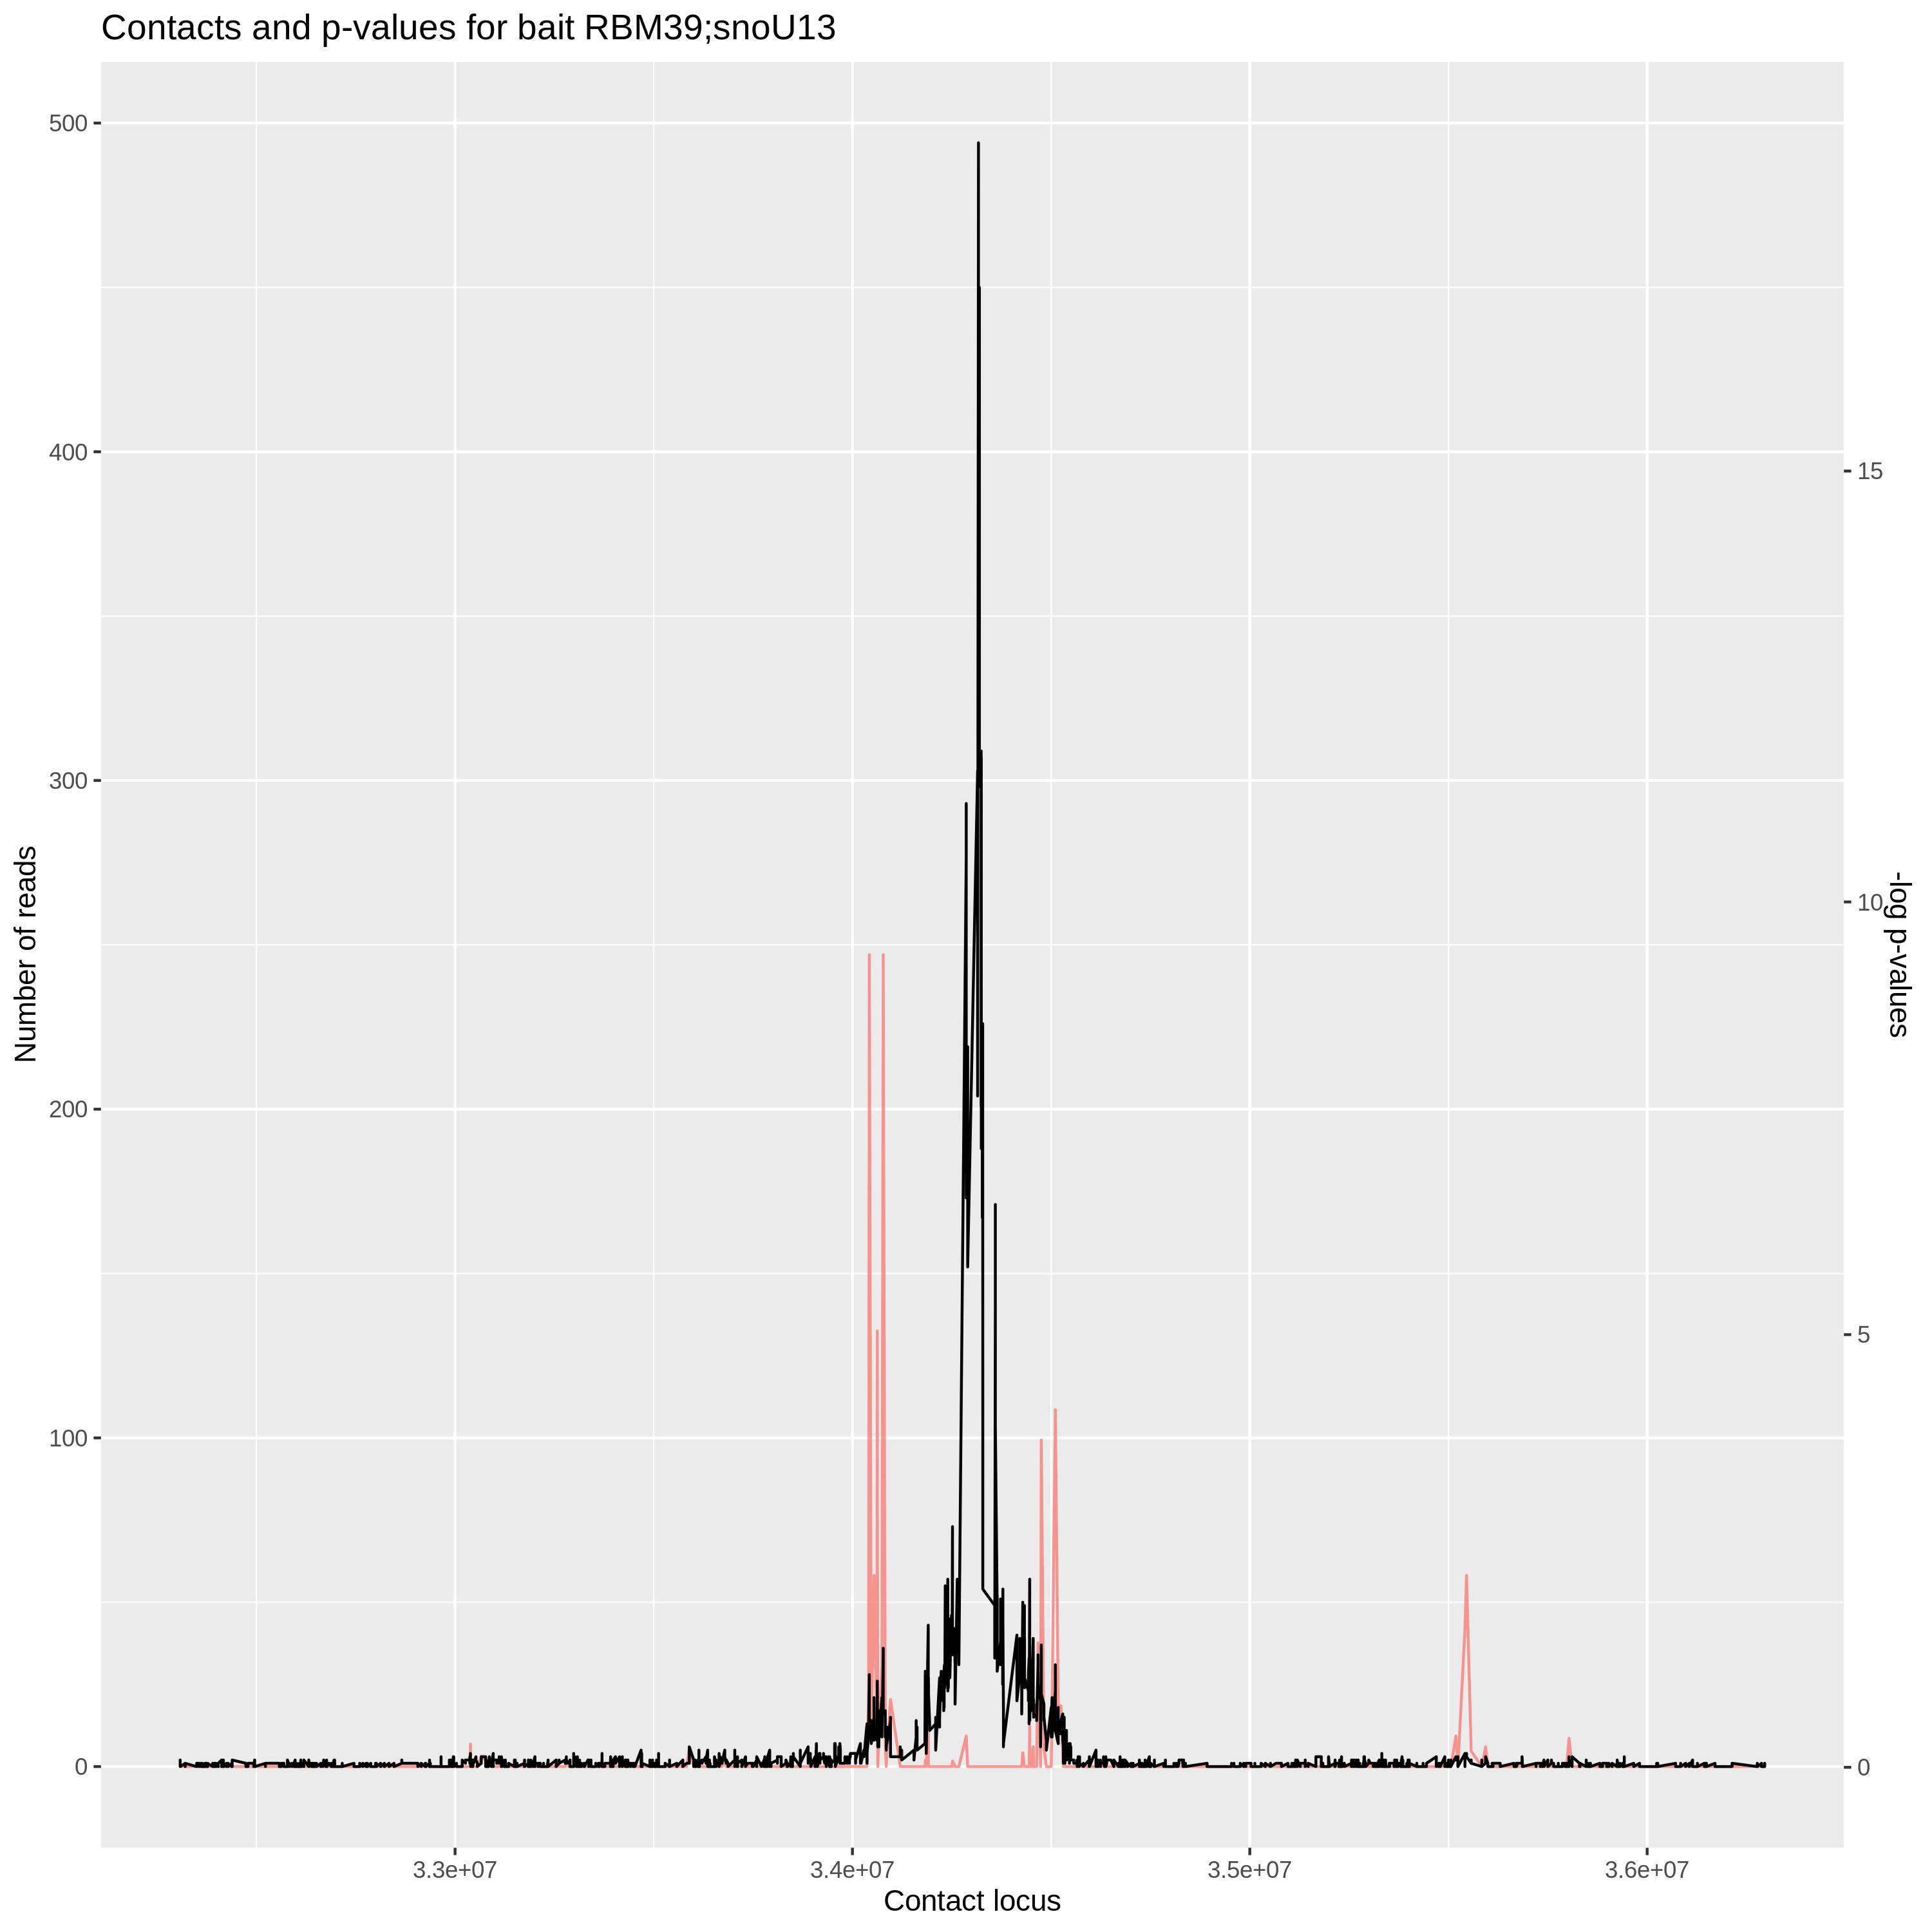 Contacts and p-values for bait RBM39;snoU13
500
400
300
200
100
0
Number of reads
15
10
5
0
-log p-values
3.3e+07
3.4e+07
3.5e+07
3.6e+07
Contact locus